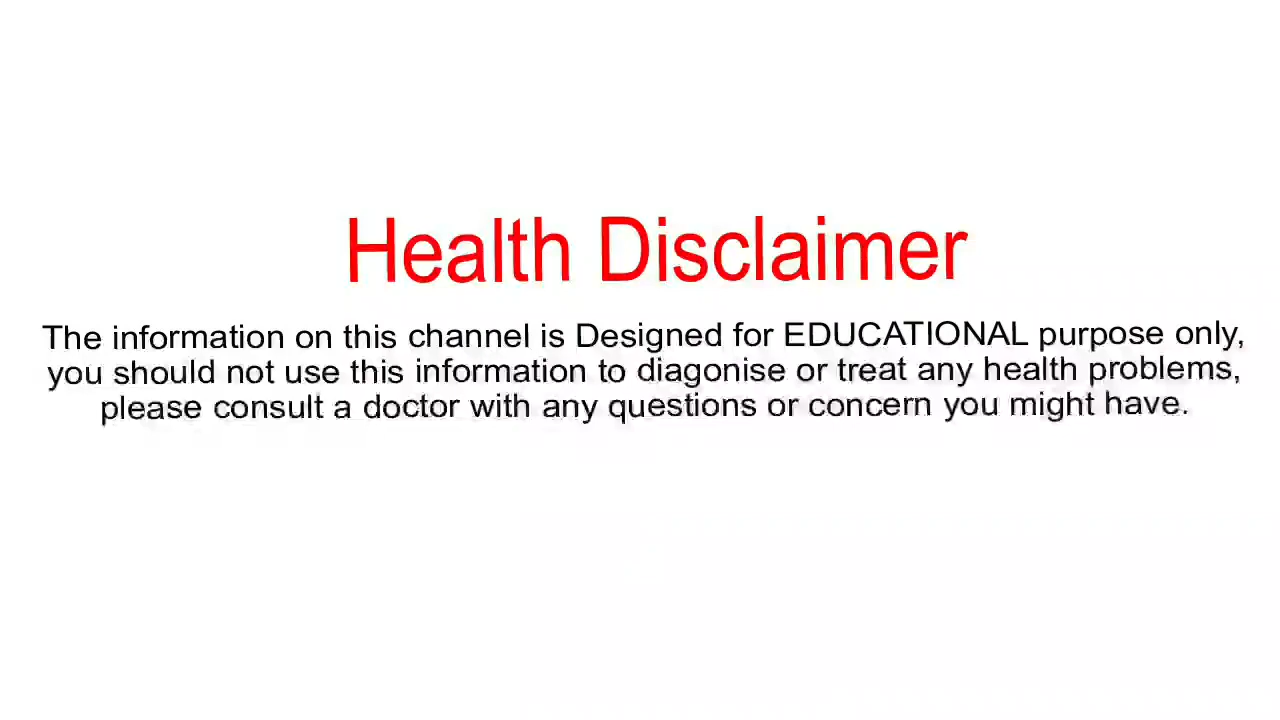 Health Disclaimer
The information on this channel is Designed for EDUCATIONAL purpose only,
you should not use this information to diagonise or treat any health problems,
please consult a doctor with any questions or concern you might have.